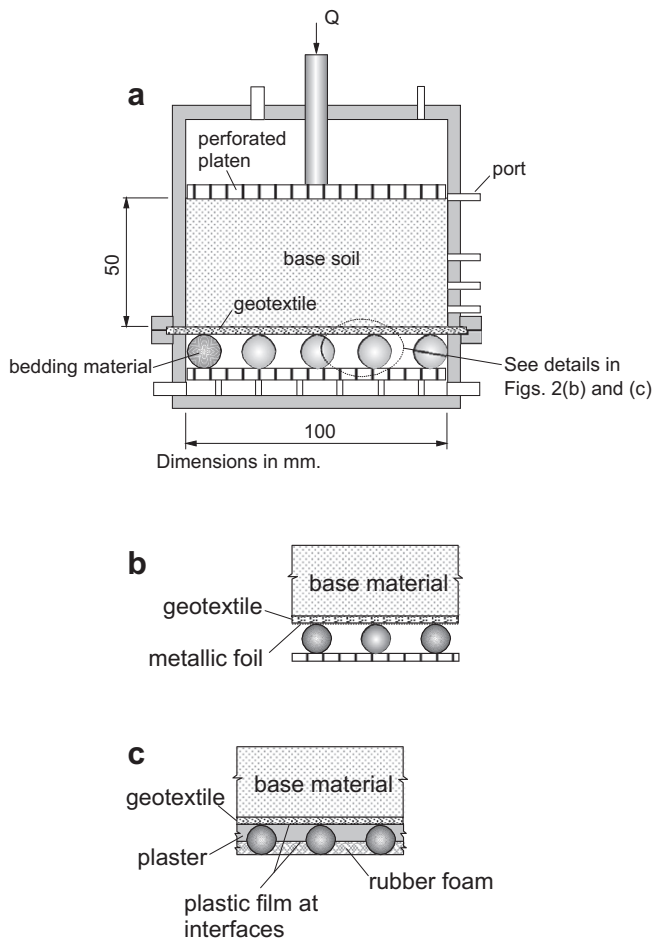 Q
a
perforated
platen
port
50
base soil
geotextile
bedding material
See details in
Figs. 2(b) and (c)
100
Dimensions in mm.
b
base material
geotextile
metallic foil
c
base material
geotextile
plaster
rubber foam
plastic film at
interfaces